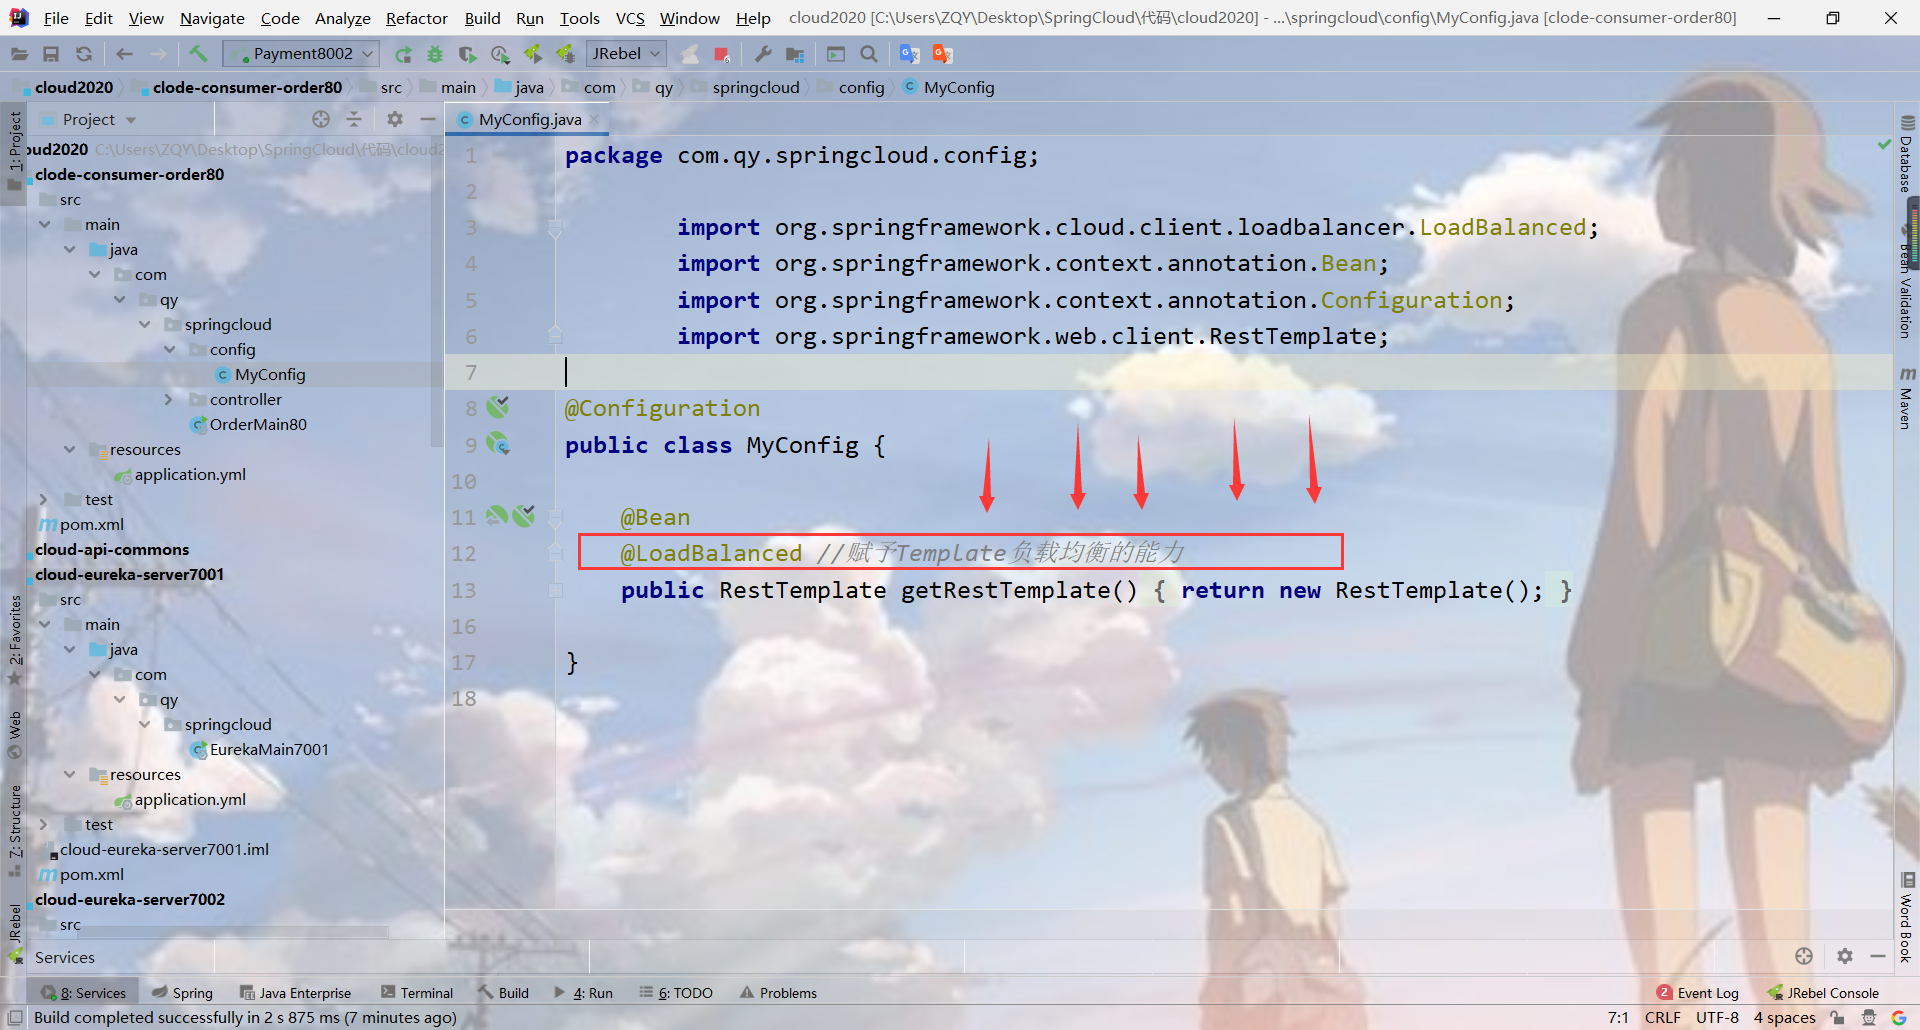 File Edit View Navigate Code Analyze Refactor Build Run Tools VCS Window Help cloud2020 [C:\Users\ZQY\Desktop\SpringCloud\代码\cloud2020] - ...\springcloud\config\MyConfig.java [clode-consumer-order80]
Payment8002 JRebel
cloud2020 clode-consumer-order80 src main java com qy springcloud config MyConfig
1: Project
2: Favorites
Web
7: Structure
JRebel
Project
oud2020 C:\Users\ZQY\Desktop\SpringCloud\代码\cloud2
clode-consumer-order80
src
main
java
com
qy
springcloud
config
MyConfig
controller
OrderMain80
resources
application.yml
test
pom.xml
cloud-api-commons
cloud-eureka-server7001
src
main
java
com
qy
springcloud
EurekaMain7001
resources
application.yml
test
cloud-eureka-server7001.iml
pom.xml
cloud-eureka-server7002
src
MyConfig.java
1 package com.qy.springcloud.config;
2
3 import org.springframework.cloud.client.loadbalancer.LoadBalanced;
4 import org.springframework.context.annotation.Bean;
5 import org.springframework.context.annotation.Configuration;
6 import org.springframework.web.client.RestTemplate;
7
8 @Configuration
9 public class MyConfig {
10
11 @Bean
12 @LoadBalanced //赋予Template负载均衡的能力
13 public RestTemplate getRestTemplate() { return new RestTemplate(); }
16
17 }
18
Database
Bean Validation
Maven
Word Book
Services
8: Services Spring Java Enterprise Terminal Build 4: Run 6: TODO Problems 2 Event Log JRebel Console
Build completed successfully in 2 s 875 ms (7 minutes ago) 7:1 CRLF UTF-8 4 spaces